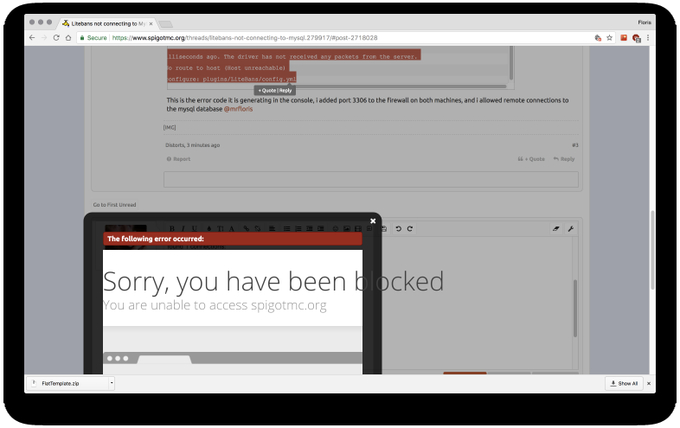 Litebans not connecting to M
Floris
Secure https://www.spigotmc.org/threads/litebans-not-connecting-to-mysql.279917/#post-2718028
illiseconds ago. The driver has not received any packets from the server.
o route to host (Host unreachable)
onfigure: plugins/LiteBans/config.yml
+ Quote | Reply
This is the error code it is generating in the console, i added port 3306 to the firewall on both machines, and i allowed remote connections to
the mysql database @mrfloris
[IMG]
Distorts, 3 minutes ago
#3
Report
+ Quote
Reply
Go to First Unread
The following error occurred:
Sorry, you have been blocked
You are unable to access spigotmc.org
FlatTemplate.zip
Show All